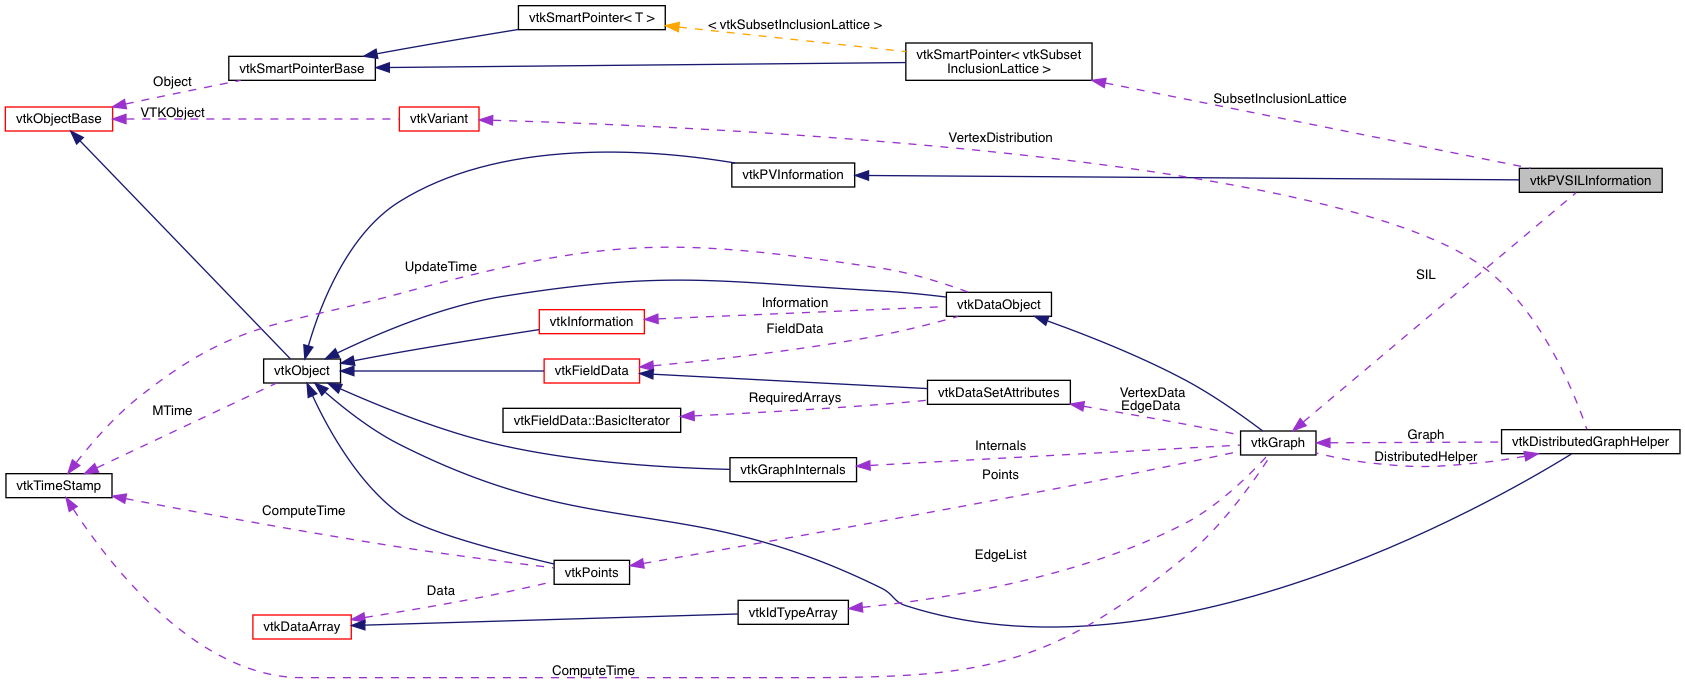 vtkSmartPointer< T >
< vtkSubsetInclusionLattice >
vtkSmartPointer< vtkSubset
InclusionLattice >
vtkSmartPointerBase
Object
SubsetInclusionLattice
vtkObjectBase
VTKObject
vtkVariant
VertexDistribution
vtkPVInformation
vtkPVSILInformation
UpdateTime
SIL
Information
vtkDataObject
vtkInformation
FieldData
vtkObject
vtkFieldData
vtkDataSetAttributes
VertexData
EdgeData
RequiredArrays
MTime
vtkFieldData::BasicIterator
vtkGraph
Graph
vtkDistributedGraphHelper
DistributedHelper
Internals
vtkGraphInternals
Points
vtkTimeStamp
ComputeTime
EdgeList
vtkPoints
Data
vtkIdTypeArray
vtkDataArray
ComputeTime